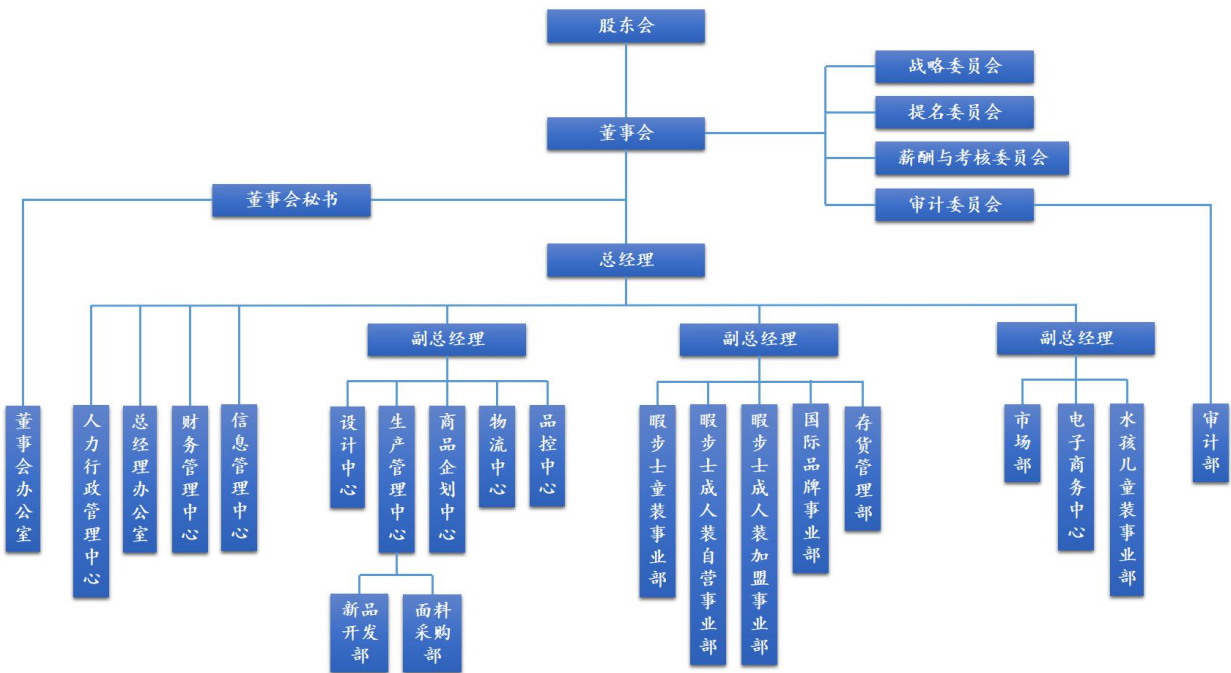 股东会
战略委员会
提名委员会
董事会
薪酬与考核委员会
董事会秘书
审计委员会
总经理
副总经理
副总经理
副总经理
董事会办公室
人力行政管理中心
总经理办公室
财务管理中心
信息管理中心
设计中心
生产管理中心
商品企划中心
物流中心
品控中心
暇步士童装事业部
暇步士成人装自营事业部
暇步士成人装加盟事业部
国际品牌事业部
存货管理部
市场部
电子商务中心
水孩儿童装事业部
审计部
新品
开发
部
面料
采购
部